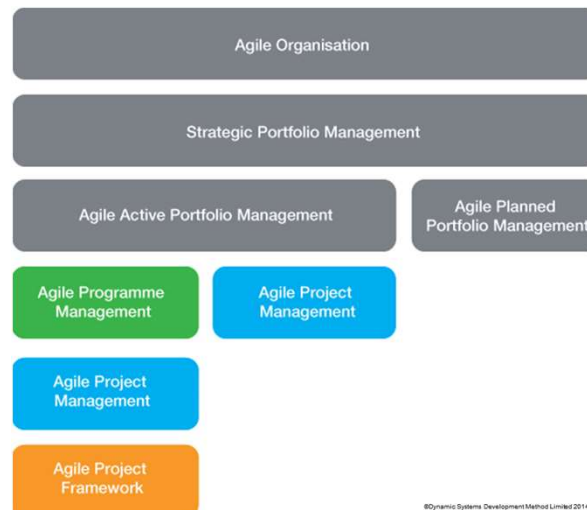 Agile Organisation
Strategic Portfolio Management
Agile Active Portfolio Management
Agile Planned
Portfolio Management
Agile Programme
Management
Agile Project
Management
Agile Project
Management
Agile Project
Framework
©Dynamic Systems Development Method Limited 2014